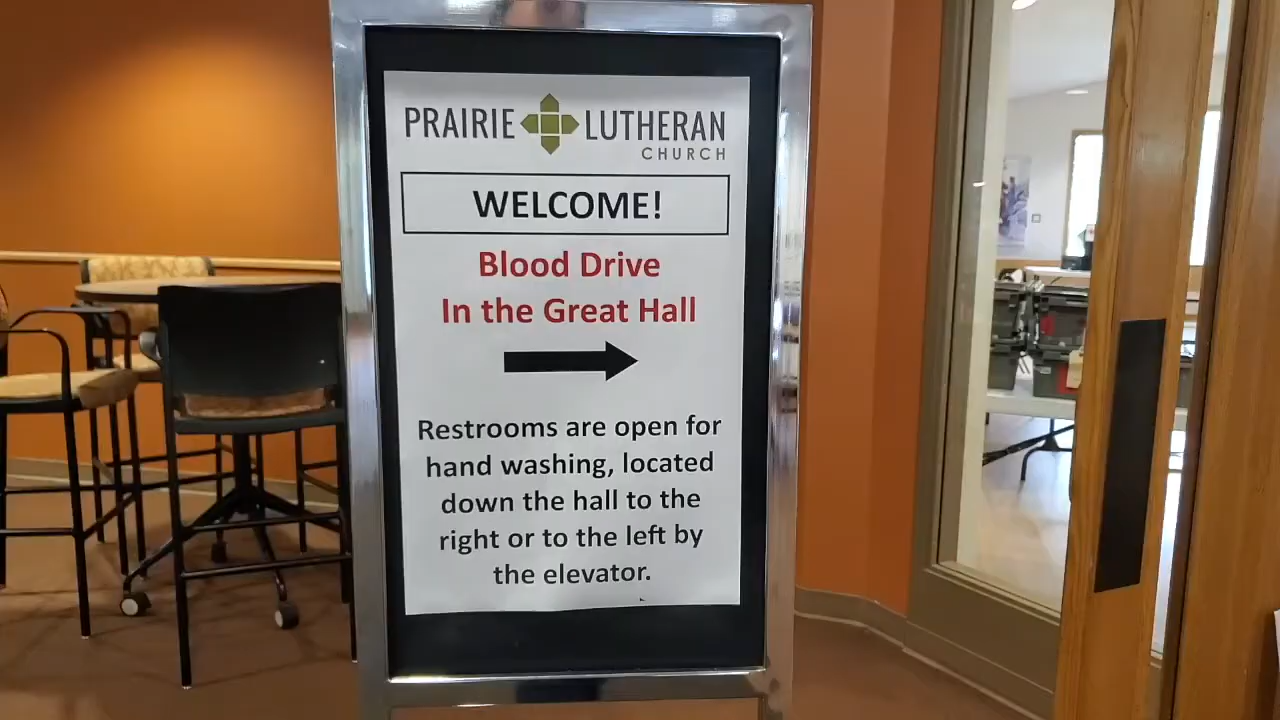 PRAIRIE LUTHERAN
CHURCH
WELCOME!
Blood Drive
In the Great Hall
Restrooms are open for
hand washing, located
down the hall to the
right or to the left by
the elevator.